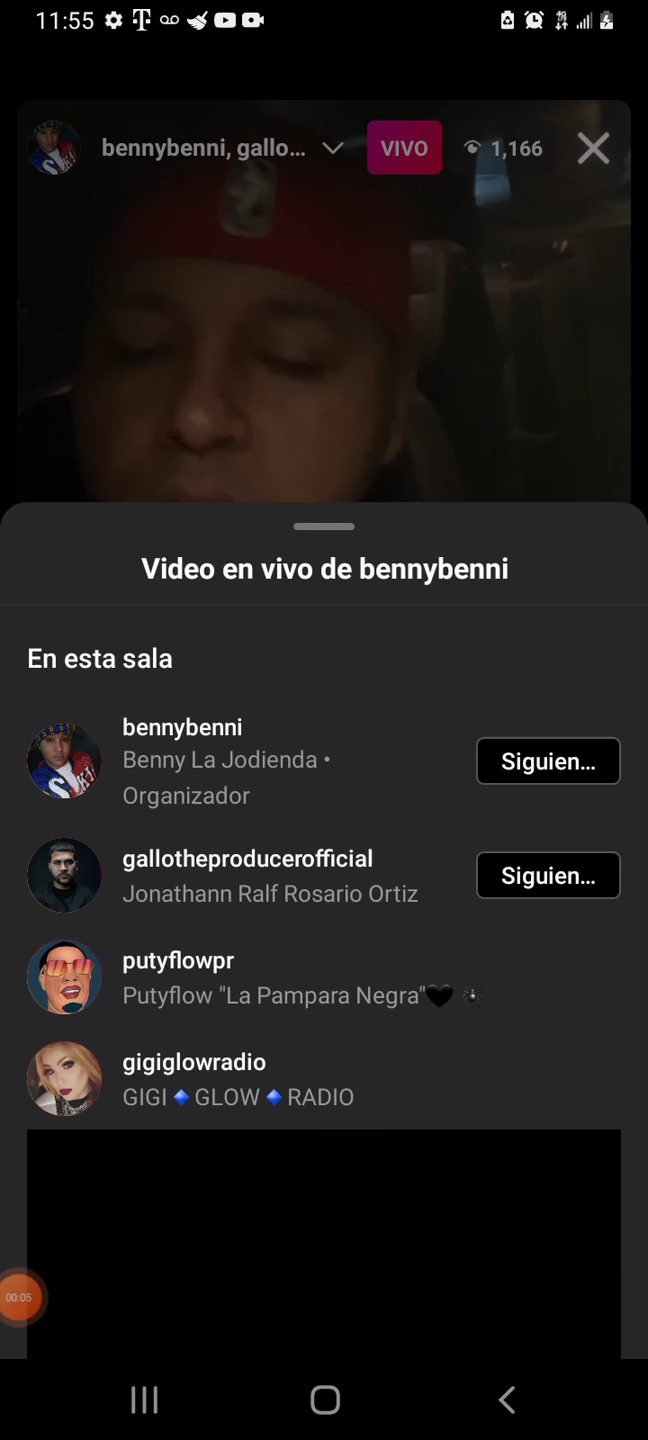 11:55
bennybenni, gallo...
VIVO
1,166
Video en vivo de bennybenni
En esta sala
bennybenni
Benny La Jodienda •
Organizador
Siguien...
gallotheproducerofficial
Jonathann Ralf Rosario Ortiz
Siguien...
putyflowpr
Putyflow "La Pampara Negra"🖤 🕷
gigiglowradio
GIGI🔹GLOW🔹RADIO
00:05